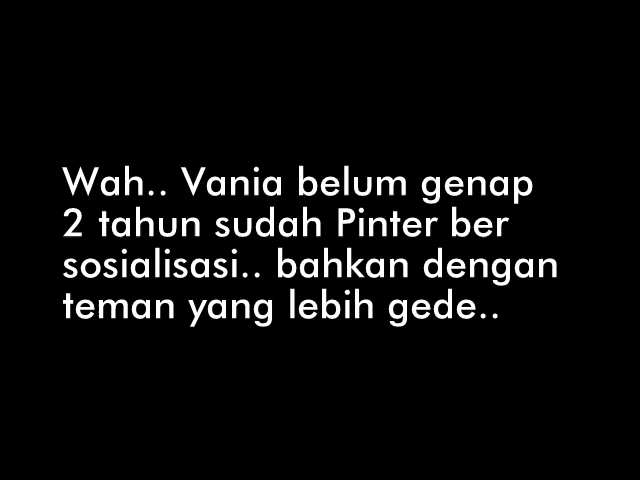 Wah.. Vania belum genap
2 tahun sudah Pinter ber
sosialisasi.. bahkan dengan
teman yang lebih gede..